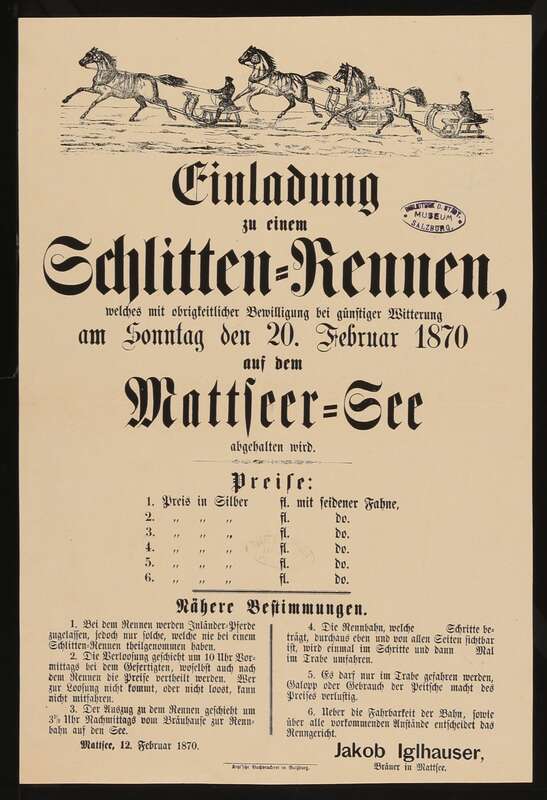 Einladung
zu einem
Schlitten-Rennen,
welches mit obrigkeitlicher Bewilligung bei günstiger Witterung
am Sonntag den 20. Februar 1870
auf dem
Mattseer-See
abgehalten wird.
Preise:
1. Preis in Silber fl. mit seidener Fahne,
2. „ „ „ fl. do.
3. „ „ „ fl. do.
4. „ „ „ fl. do.
5. „ „ „ fl. do.
6. „ „ „ fl. do.
Nähere Bestimmungen.
1. Bei dem Rennen werden Inländer-Pferde
zugelassen, jedoch nur solche, welche nie bei einem
Schlitten-Rennen theilgenommen haben.
2. Die Verloosung geschieht um 10 Uhr Vor-
mittags bei dem Gefertigten, woselbst auch nach
dem Rennen die Preise vertheilt werden. Wer
zur Loosung nicht kommt, oder nicht loost, kann
nicht mitfahren.
3. Der Auszug zu dem Rennen geschieht um
Uhr Nachmittags vom Bräuhause zur Renn-
bahn auf den See.
Mattsee, 12. Februar 1870.
4. Die Rennbahn, welche Schritte be-
trägt, durchaus eben und von allen Seiten sichtbar
ist, wird einmal im Schritte und dann Mal
im Trabe umfahren.
5. Es darf nur im Trabe gefahren werden,
Galopp oder Gebrauch der Peitsche macht des
Preises verlustig.
6. Ueber die Fahrbarkeit der Bahn, sowie
über alle vorkommenden Anstände entscheidet das
Renngericht.
Jakob Iglhauser,
Bräuer in Mattsee.
MUSEUM
SALZBURG.
Buchdruckerei in Salzburg.